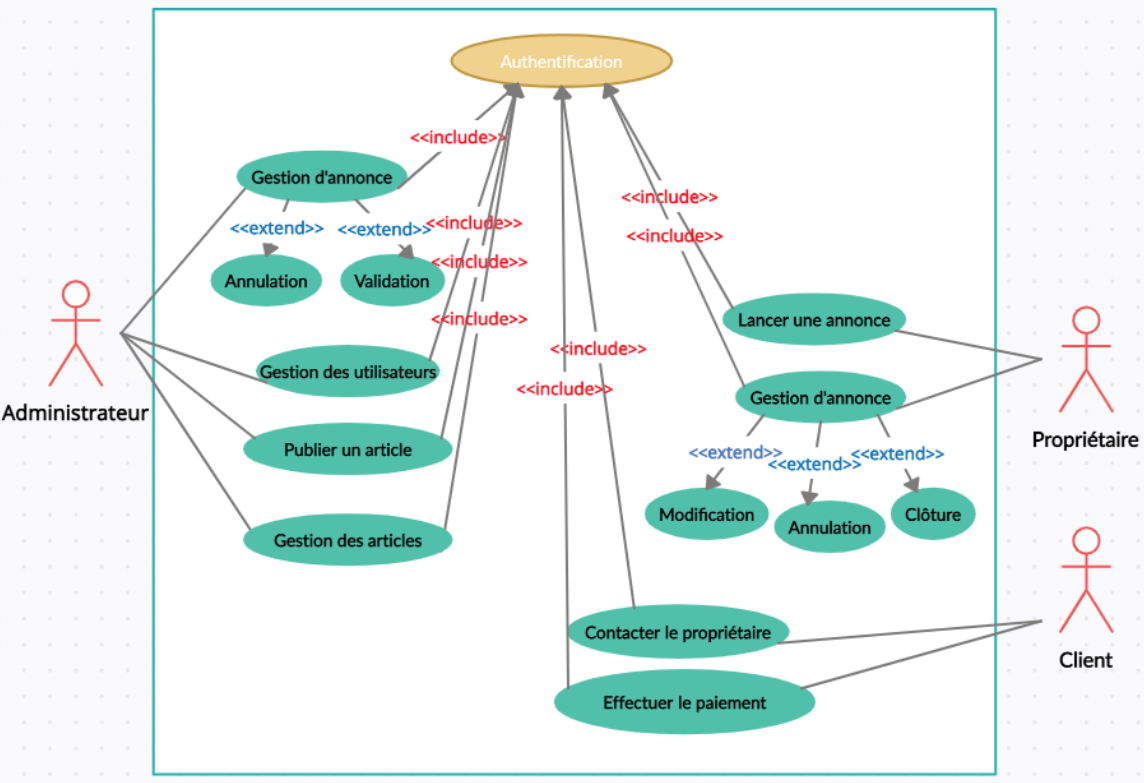 Authentification
<<include>>
Gestion d'annonce
<<extend>>
<<extend>>
<<include>>
<<include>>
<<include>>
Annulation
Validation
Gestion des utilisateurs
Publier un article
Gestion des articles
Administrateur
<<include>>
<<include>>
Lancer une annonce
Gestion d'annonce
<<extend>>
<<extend>>
<<extend>>
Modification
Annulation
Clôture
Propriétaire
<<include>>
<<include>>
Contacter le propriétaire
Effectuer le paiement
Client